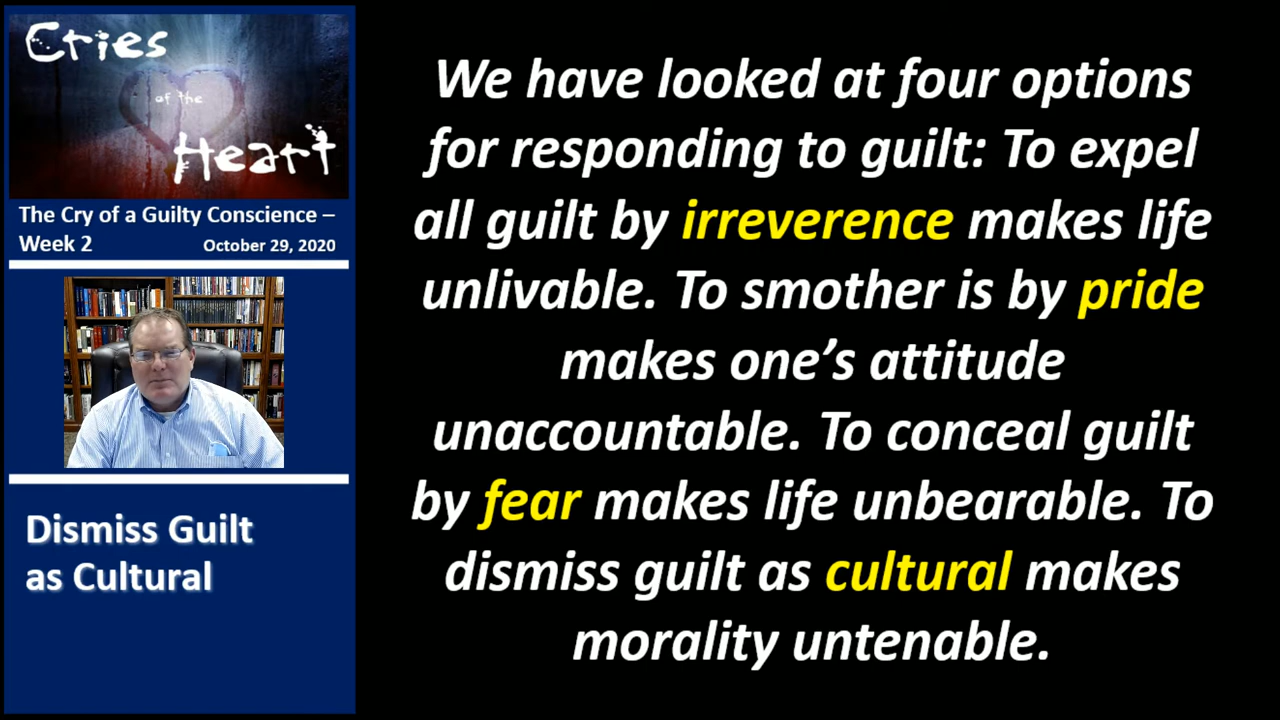 Cries
of the
Heart
The Cry of a Guilty Conscience –
Week 2 October 29, 2020
Dismiss Guilt
as Cultural
We have looked at four options
for responding to guilt: To expel
all guilt by irreverence makes life
unlivable. To smother is by pride
makes one’s attitude
unaccountable. To conceal guilt
by fear makes life unbearable. To
dismiss guilt as cultural makes
morality untenable.